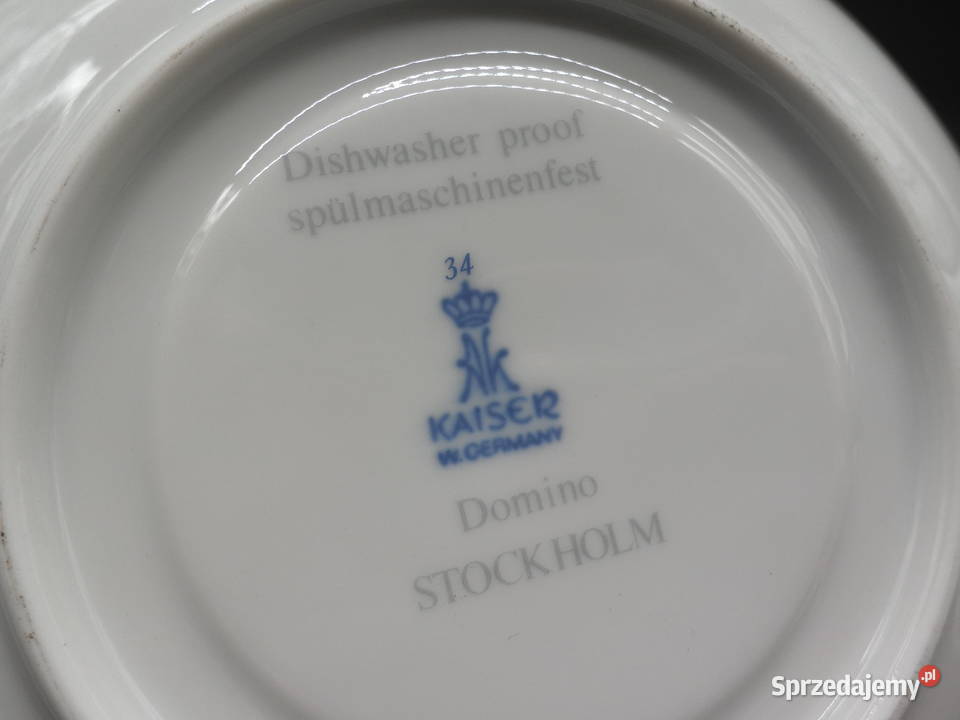 Dishwasher proof
spülmaschinenfest
34
AK
KAISER
W. GERMANY
Domino
STOCKHOLM
Sprzedajemy.pl